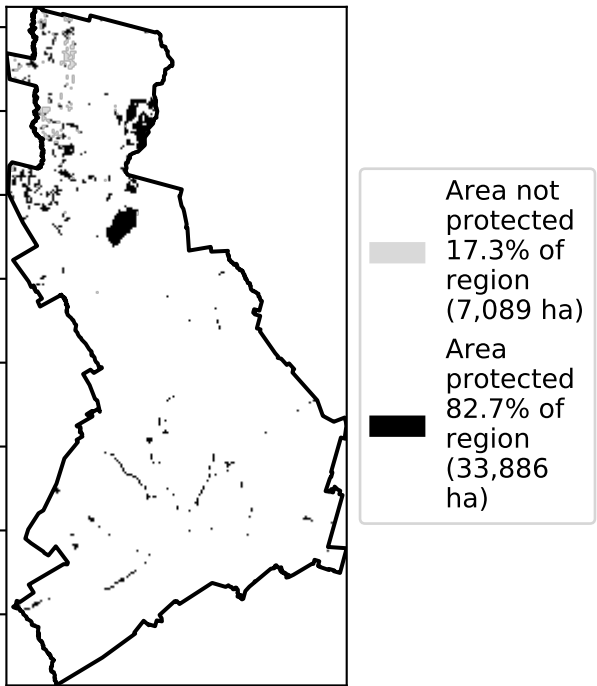 Area not
protected
17.3% of
region
(7,089 ha)
Area
protected
82.7% of
region
(33,886
ha)